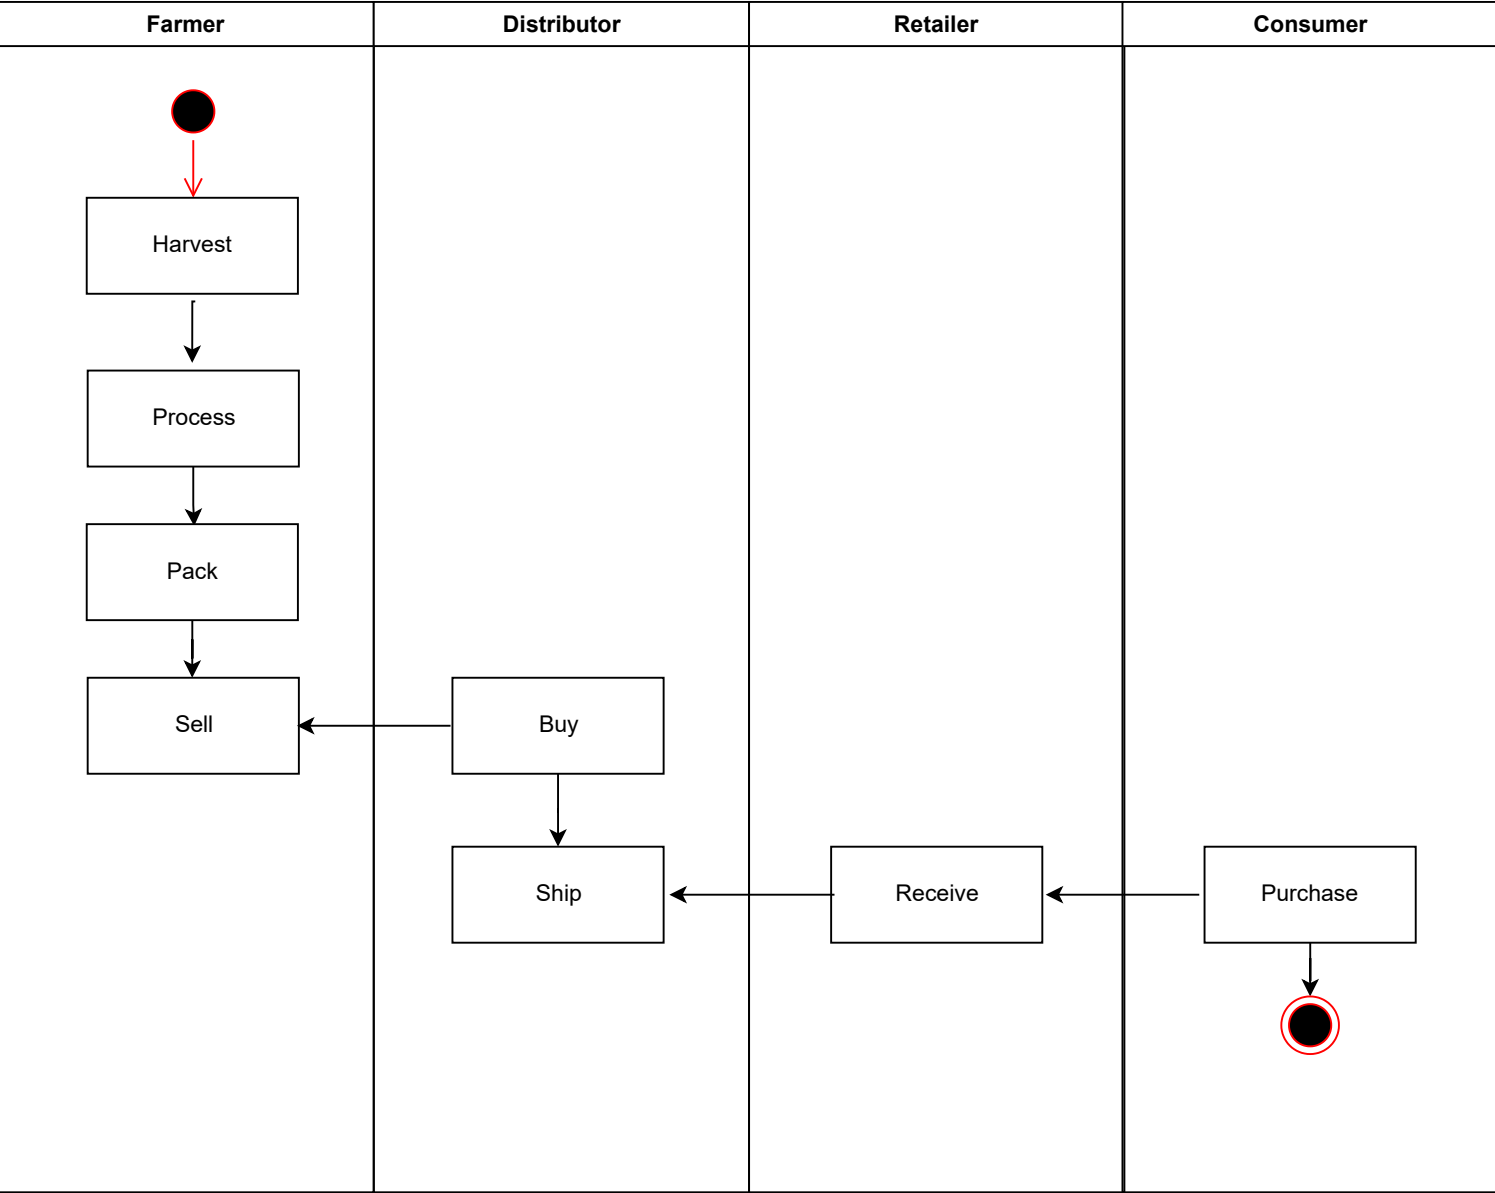 Farmer
Distributor
Retailer
Consumer
Harvest
Process
Pack
Sell
Buy
Ship
Receive
Purchase